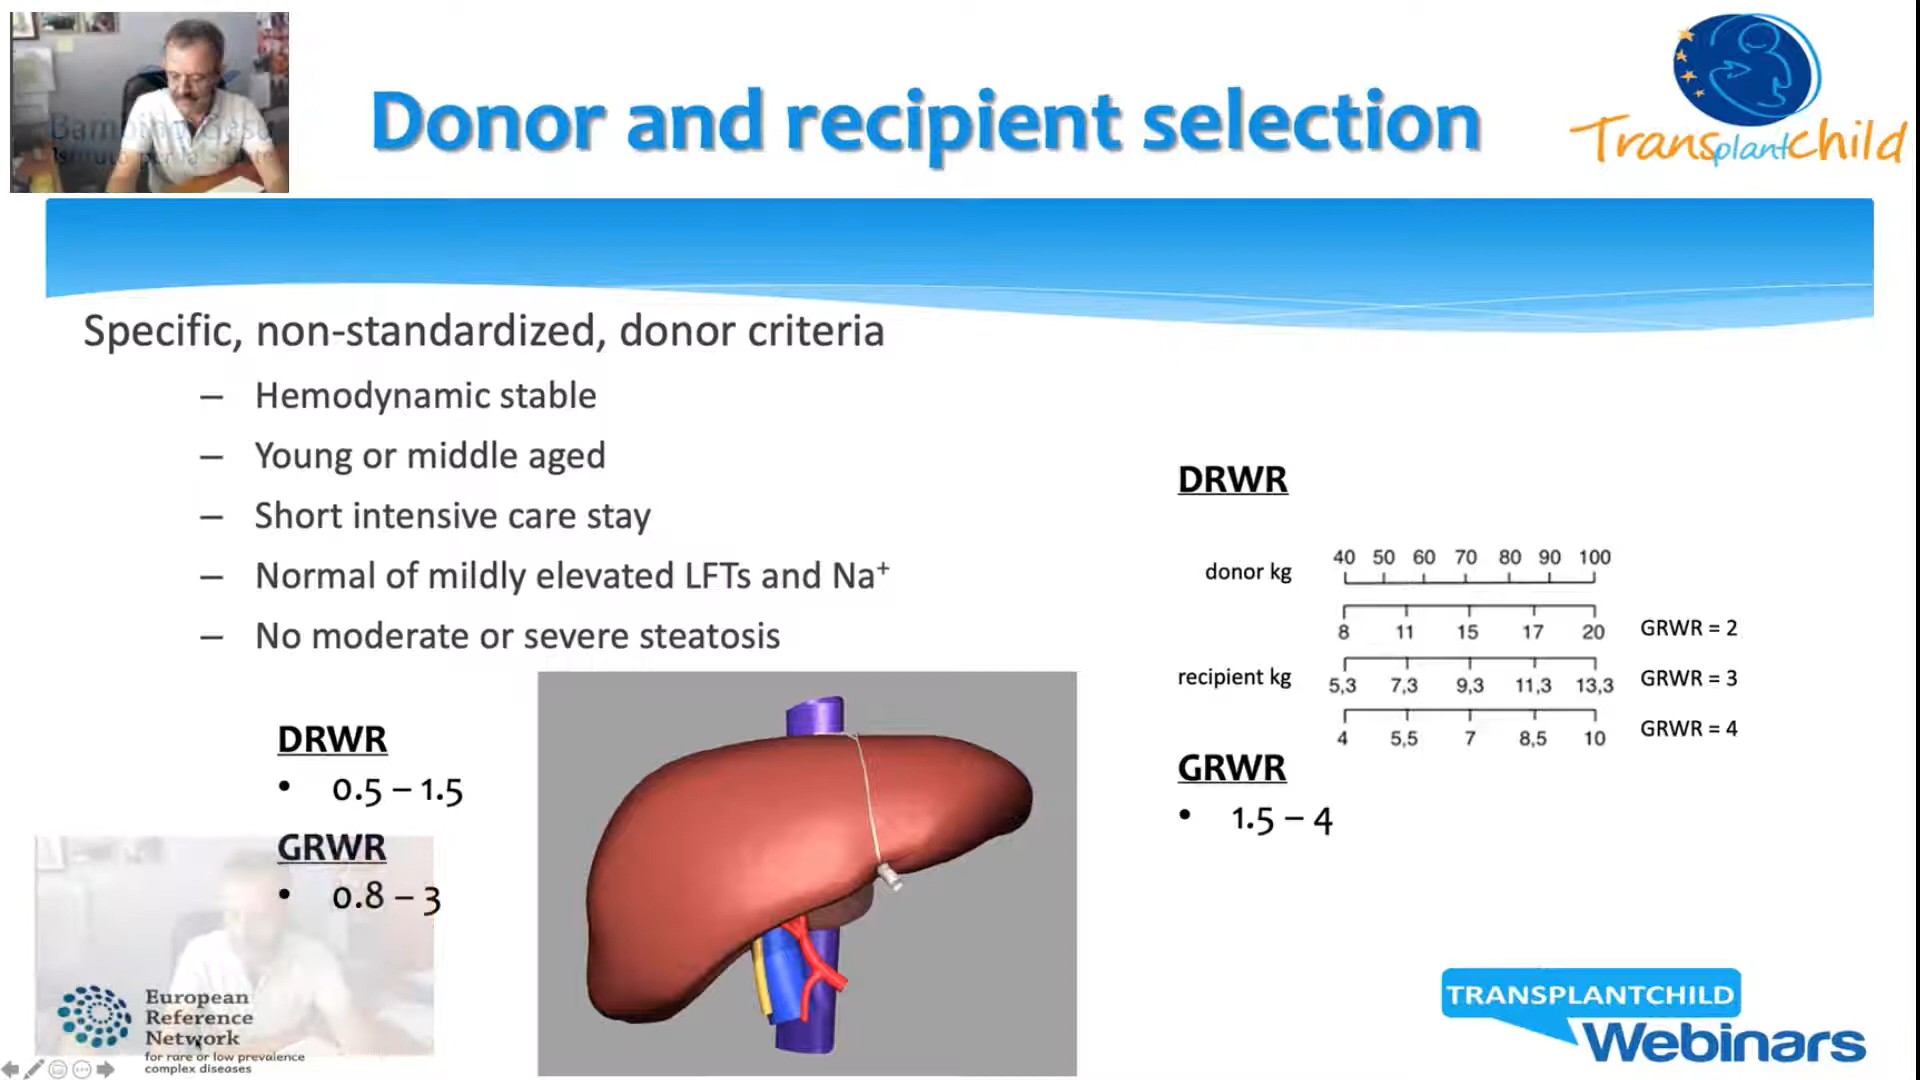 Donor and recipient selection
Transplantchild
Specific, non-standardized, donor criteria
– Hemodynamic stable
– Young or middle aged
– Short intensive care stay
– Normal of mildly elevated LFTs and Na⁺
– No moderate or severe steatosis
DRWR
• 0.5 – 1.5
GRWR
• 0.8 – 3
DRWR
donor kg 40 50 60 70 80 90 100
8 11 15 17 20 GRWR = 2
recipient kg 5,3 7,3 9,3 11,3 13,3 GRWR = 3
4 5,5 7 8,5 10 GRWR = 4
GRWR
• 1.5 – 4
European
Reference
Network
for rare or low prevalence
complex diseases
TRANSPLANTCHILD
Webinars